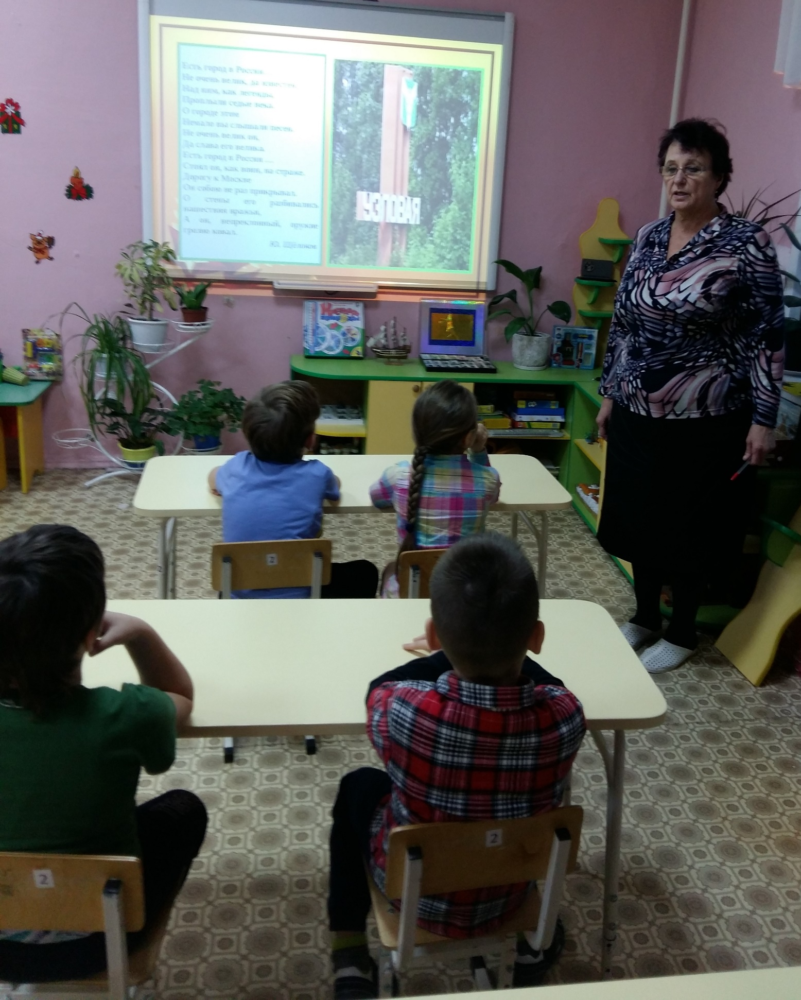 Есть город в России.
Не очень велик, да известен.
Над ним, как легенды,
Проплыли седые века.
О городе этом
Немало вы слышали песен.
Не очень велик он,
Да слава его велика.
Есть город в России ...
Стоял он, как воин, на страже.
Дорогу к Москве
Он собою не раз прикрывал.
О стены его разбивались
нашествия вражьи,
А он, непреклонный, оружие
грозно ковал.
Ю. Щёлоков
УЗЛОВАЯ
2
2
2